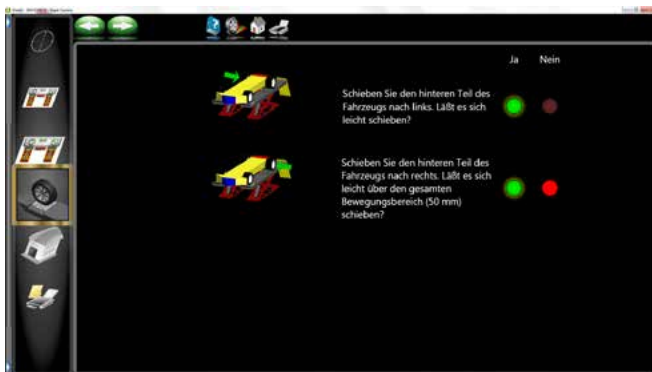 Ja Nein
Schieben Sie den hinteren Teil des
Fahrzeugs nach links. Läßt es sich
leicht schieben?
Schieben Sie den hinteren Teil des
Fahrzeugs nach rechts. Läßt es sich
leicht über den gesamten
Bewegungsbereich (50 mm)
schieben?